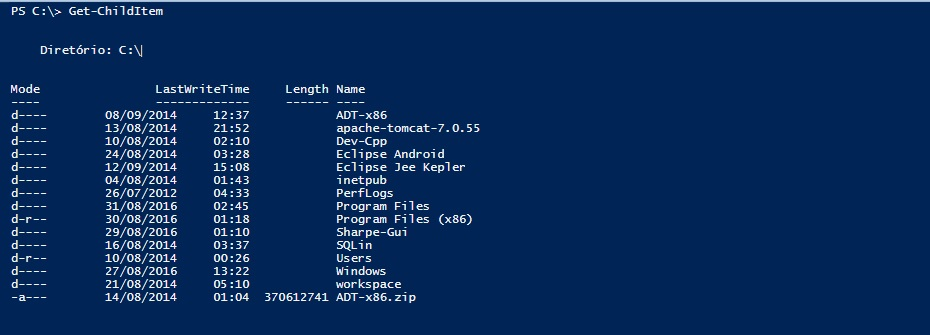 PS C:\> Get-ChildItem
Diretório: C:\
Mode LastWriteTime Length Name
---- ------------- ------ ----
d---- 08/09/2014 12:37 ADT-x86
d---- 13/08/2014 21:52 apache-tomcat-7.0.55
d---- 10/08/2014 02:10 Dev-Cpp
d---- 24/08/2014 03:28 Eclipse Android
d---- 12/09/2014 15:08 Eclipse Jee Kepler
d---- 04/08/2014 01:43 inetpub
d---- 26/07/2012 04:33 PerfLogs
d---- 31/08/2016 02:45 Program Files
d-r-- 30/08/2016 01:18 Program Files (x86)
d---- 29/08/2016 01:10 Sharpe-Gui
d---- 16/08/2014 03:37 SQLin
d-r-- 10/08/2014 00:26 Users
d---- 27/08/2016 13:22 Windows
d---- 21/08/2014 05:10 workspace
-a--- 14/08/2014 01:04 370612741 ADT-x86.zip